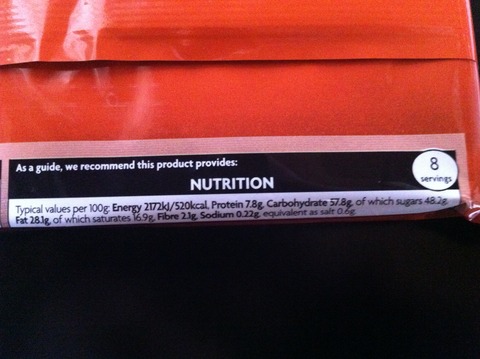 As a guide, we recommend this product provides:
8
servings
NUTRITION
Typical values per 100g: Energy 2172kJ/520kcal, Protein 7.8g, Carbohydrate 57.8g, of which sugars 48.2g,
Fat 28.1g, of which saturates 16.9g, Fibre 2.1g, Sodium 0.22g, equivalent as salt 0.6g